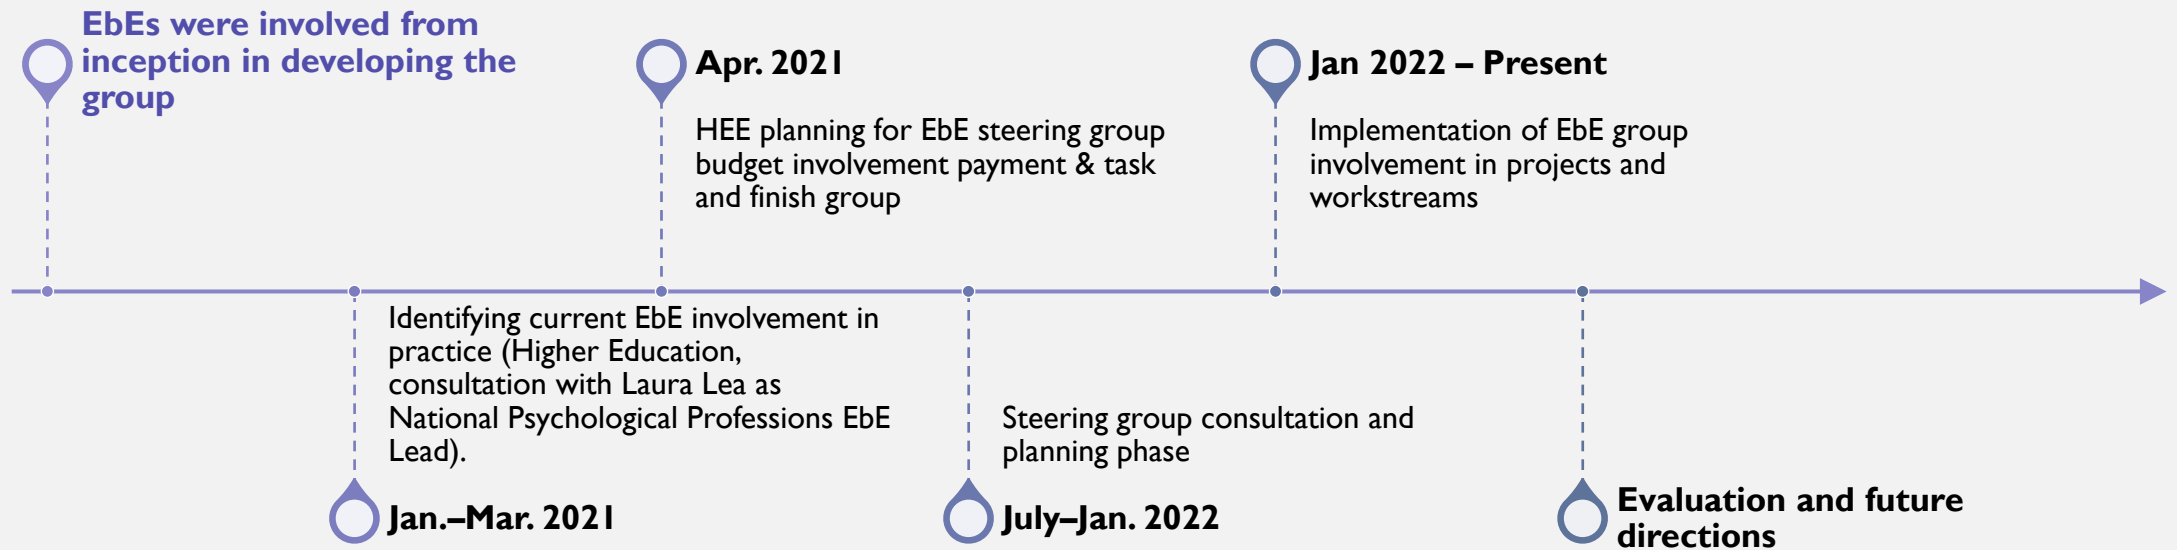 EbEs were involved from
inception in developing the
group
Identifying current EbE involvement in
practice (Higher Education,
consultation with Laura Lea as
National Psychological Professions EbE
Lead).
Jan.–Mar. 2021
Apr. 2021
HEE planning for EbE steering group
budget involvement payment & task
and finish group
Steering group consultation and
planning phase
July–Jan. 2022
Jan 2022 – Present
Implementation of EbE group
involvement in projects and
workstreams
Evaluation and future
directions